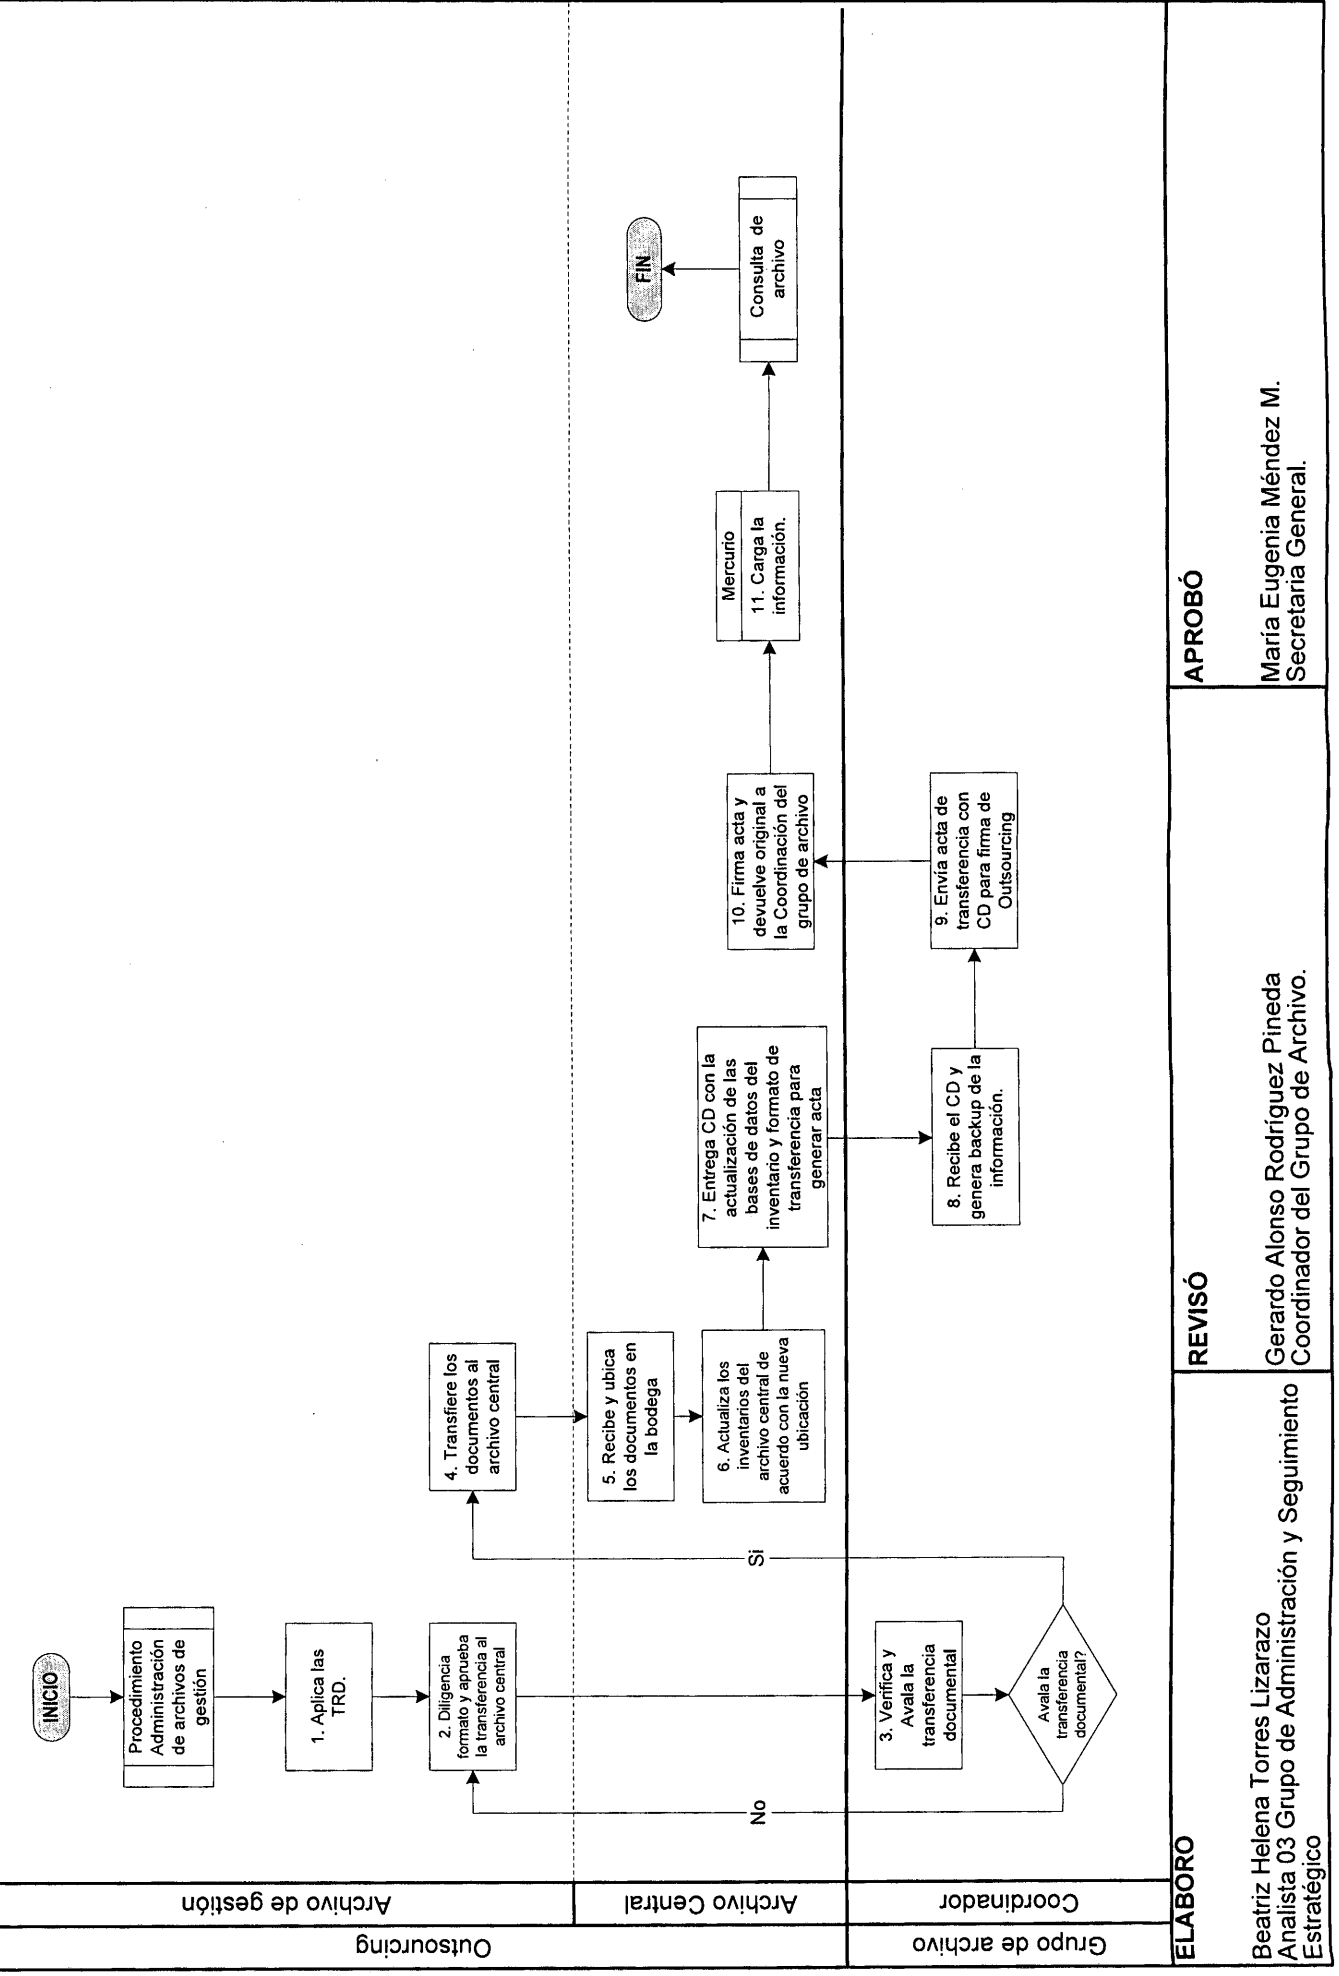 Outsourcing
Archivo de gestión
Archivo Central
Grupo de archivo
Coordinador
INICIO
Procedimiento
Administración
de archivos de
gestión
1. Aplica las
TRD.
2. Diligencia
formato y aprueba
la transferencia al
archivo central
3. Verifica y
Avala la
transferencia
documental
Avala la
transferencia
documental?
No
Si
4. Transfiere los
documentos al
archivo central
5. Recibe y ubica
los documentos en
la bodega
6. Actualiza los
inventarios del
archivo central de
acuerdo con la nueva
ubicación
7. Entrega CD con la
actualización de las
bases de datos del
inventario y formato de
transferencia para
generar acta
8. Recibe el CD y
genera backup de la
información.
9. Envía acta de
transferencia con
CD para firma de
Outsourcing
10. Firma acta y
devuelve original a
la Coordinación del
grupo de archivo
Mercurio
11. Carga la
información.
Consulta de
archivo
FIN
ELABORO
Beatriz Helena Torres Lizarazo
Analista 03 Grupo de Administración y Seguimiento
Estratégico
REVISÓ
Gerardo Alonso Rodríguez Pineda
Coordinador del Grupo de Archivo.
APROBÓ
María Eugenia Méndez M.
Secretaria General.